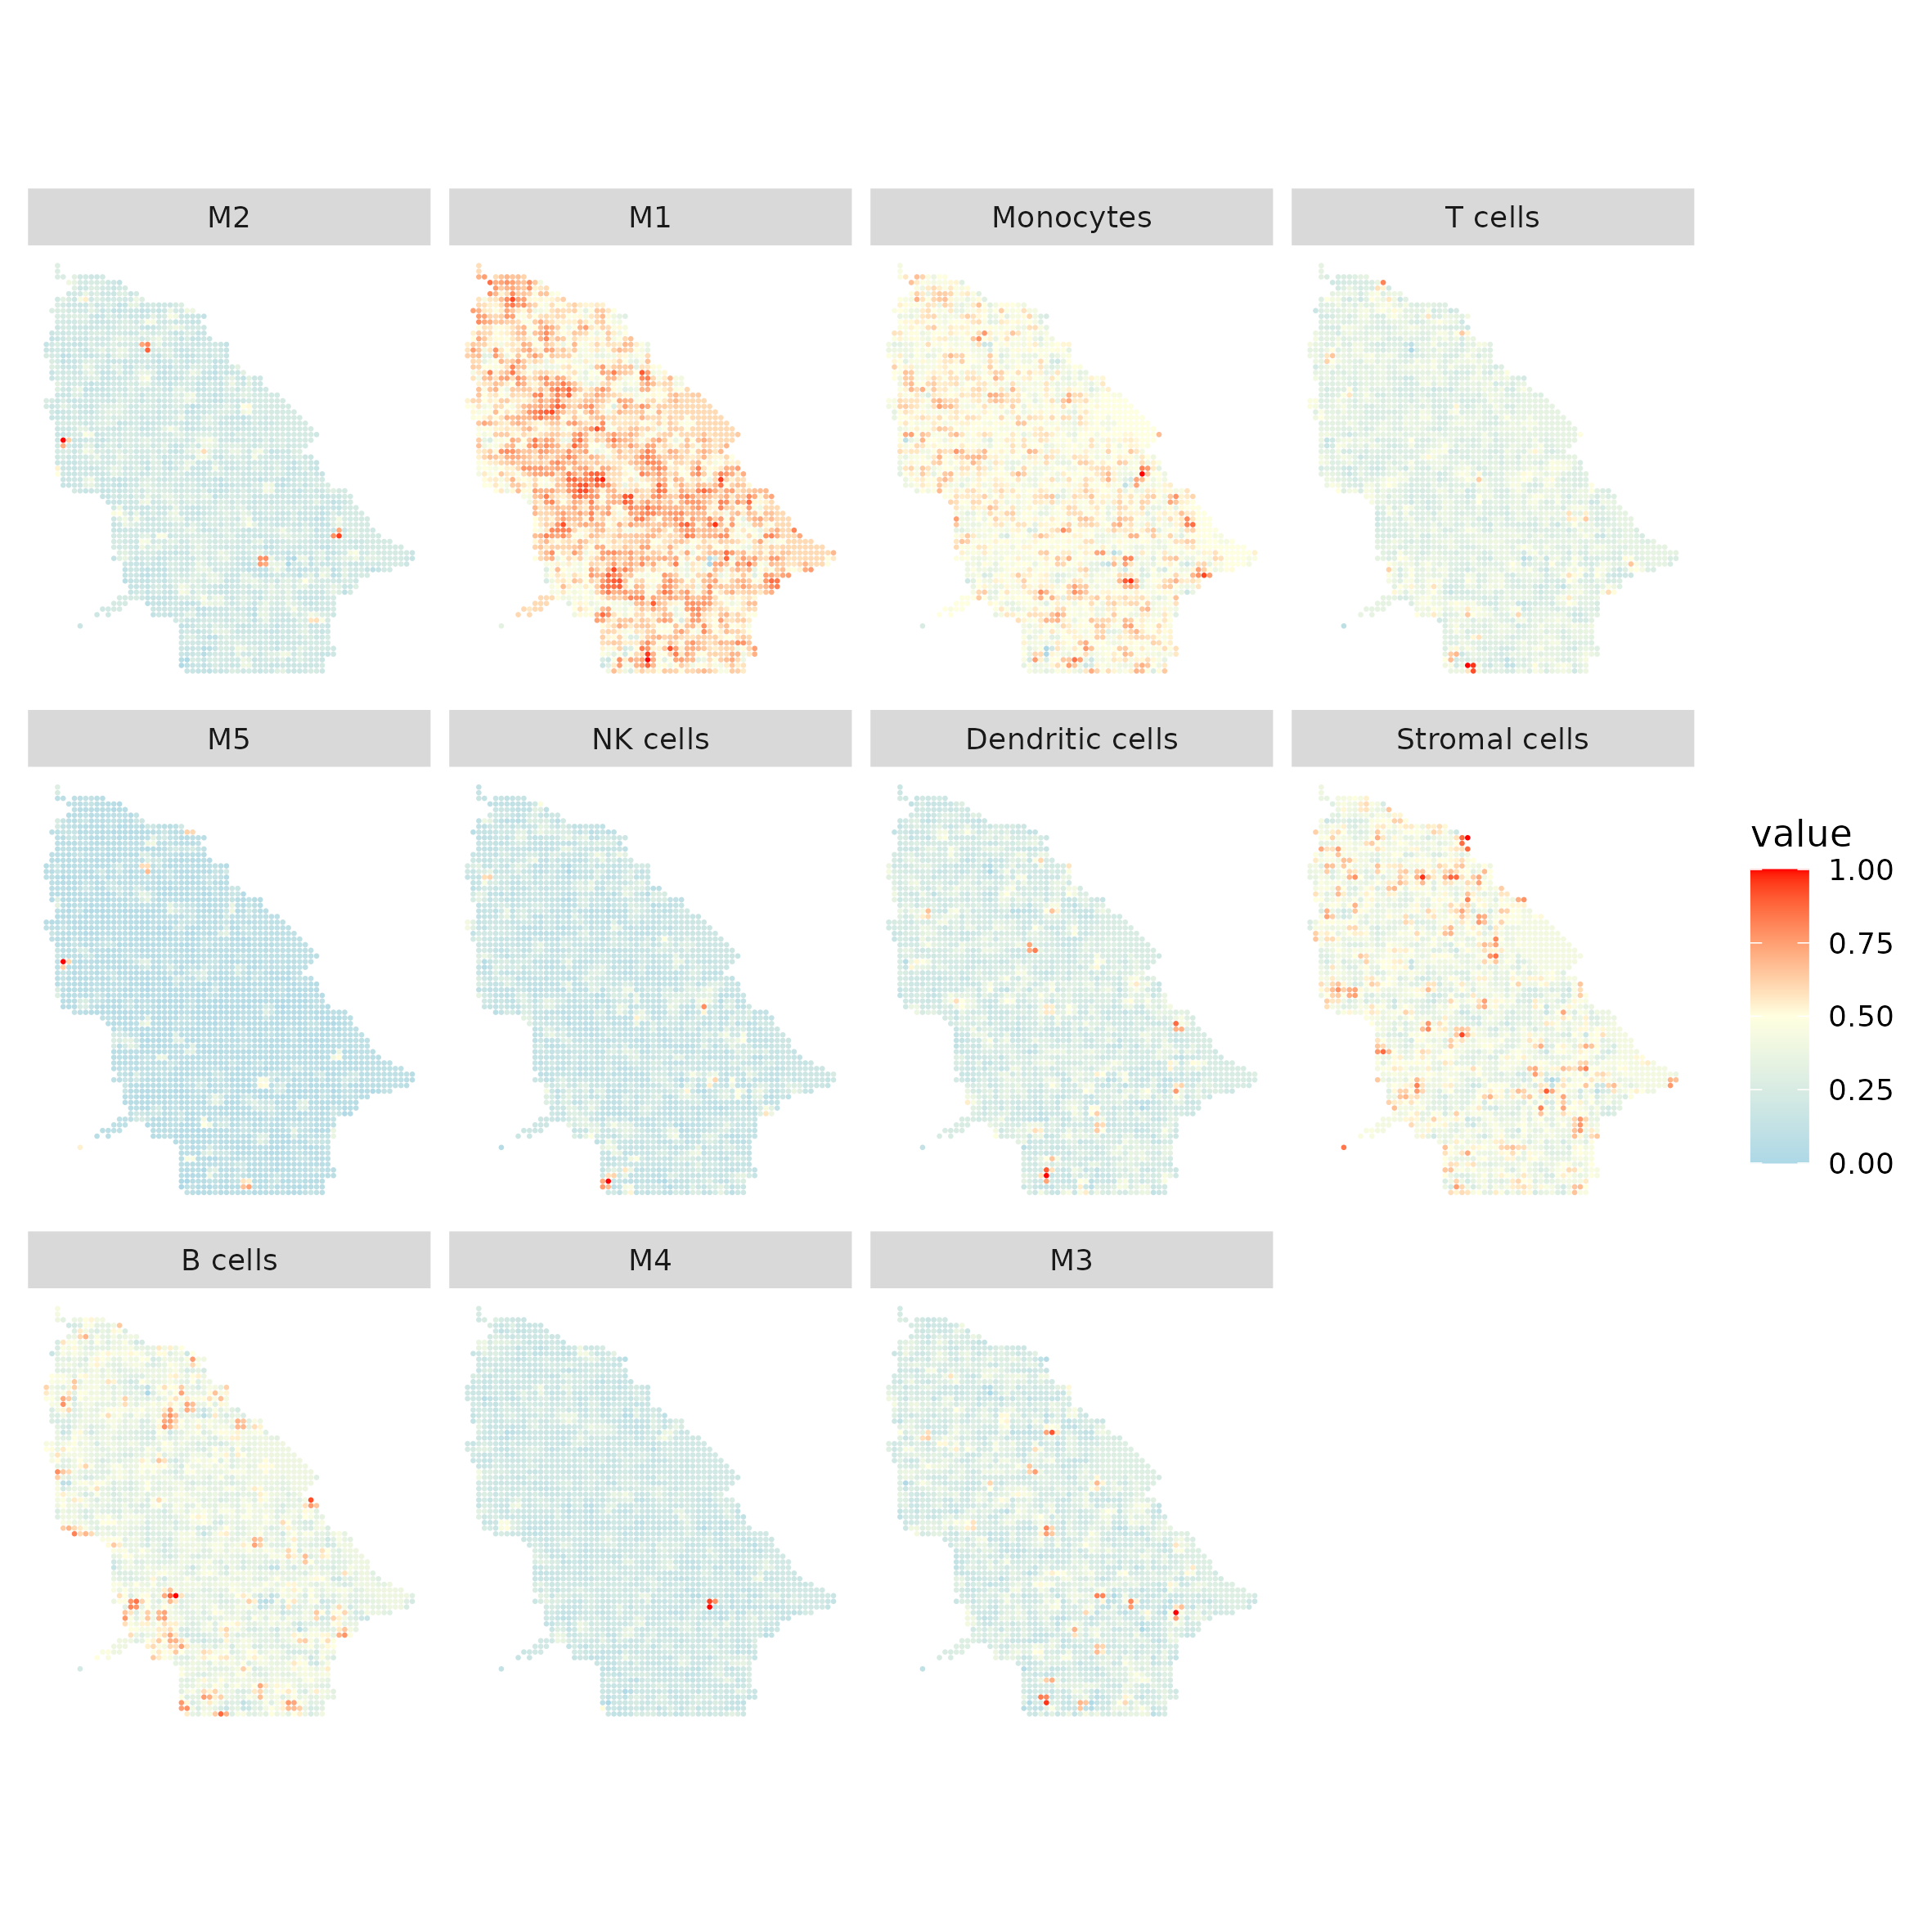 M2
M1
Monocytes
T cells
M5
NK cells
Dendritic cells
Stromal cells
value
1.00
0.75
0.50
0.25
0.00
B cells
M4
M3